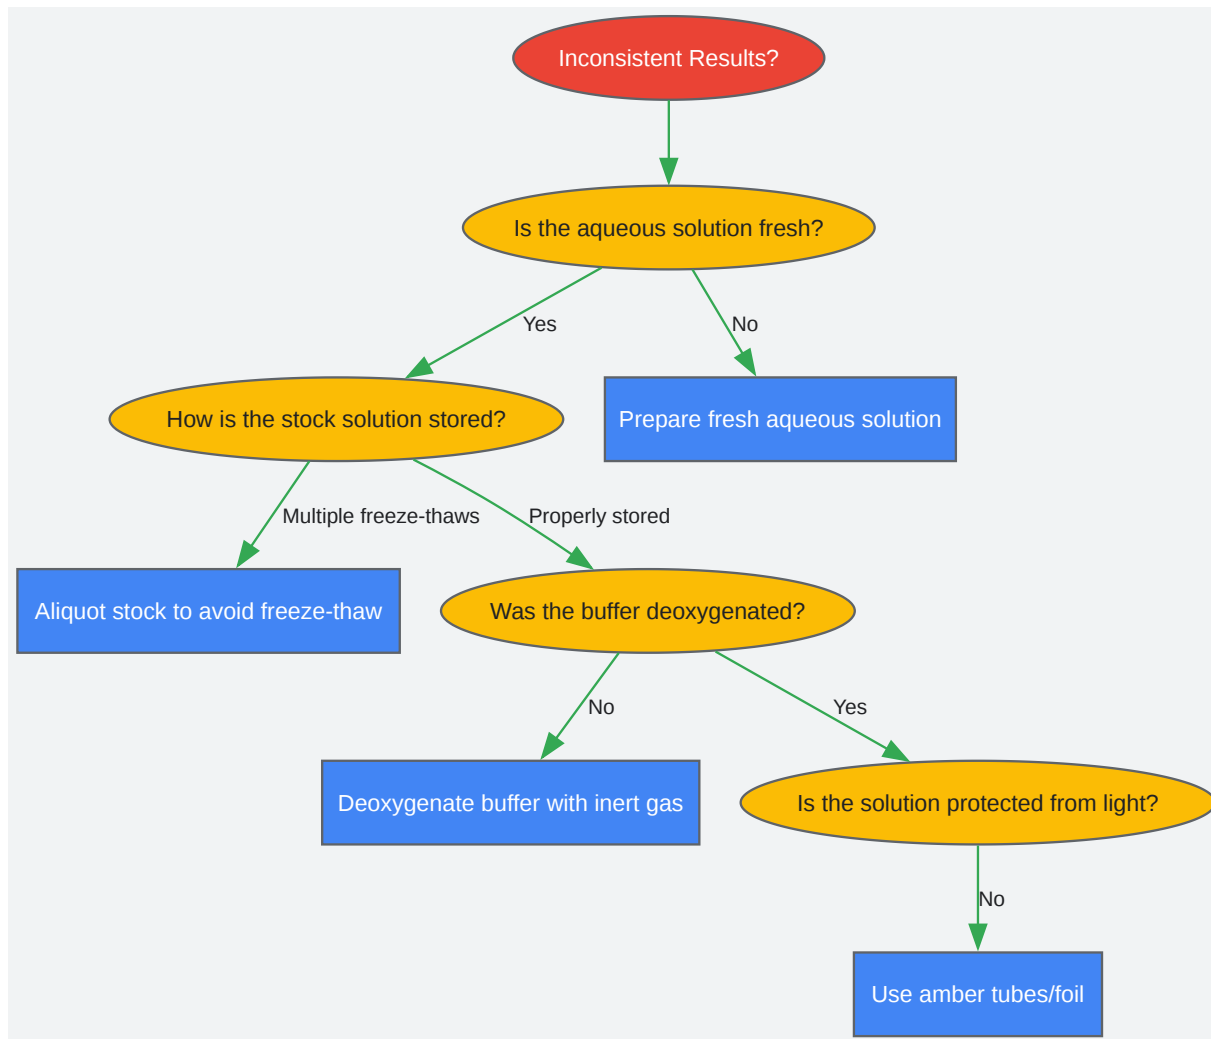 Inconsistent Results?
Is the aqueous solution fresh?
Yes
No
How is the stock solution stored?
Prepare fresh aqueous solution
Multiple freeze-thaws
Properly stored
Aliquot stock to avoid freeze-thaw
Was the buffer deoxygenated?
No
Yes
Deoxygenate buffer with inert gas
Is the solution protected from light?
No
Use amber tubes/foil